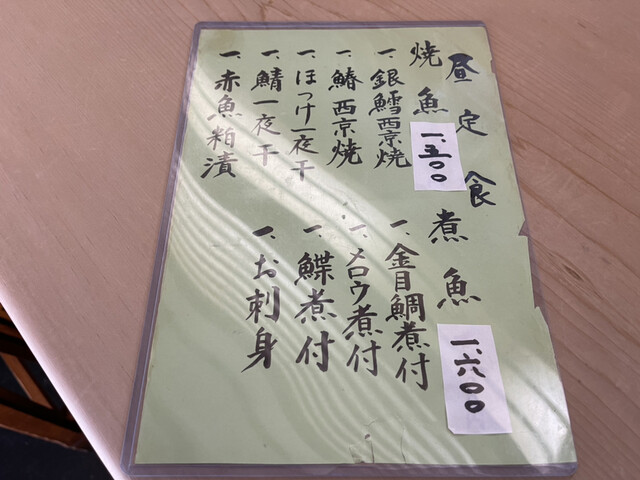 昼定食
焼魚
一、五〇〇
一、銀鱈西京焼
一、鰆西京焼
一、ほっけ一夜干
一、鯖一夜干
一、赤魚粕漬
煮魚
一、六〇〇
一、金目鯛煮付
一、メロウ煮付
一、鰈煮付
一、お刺身